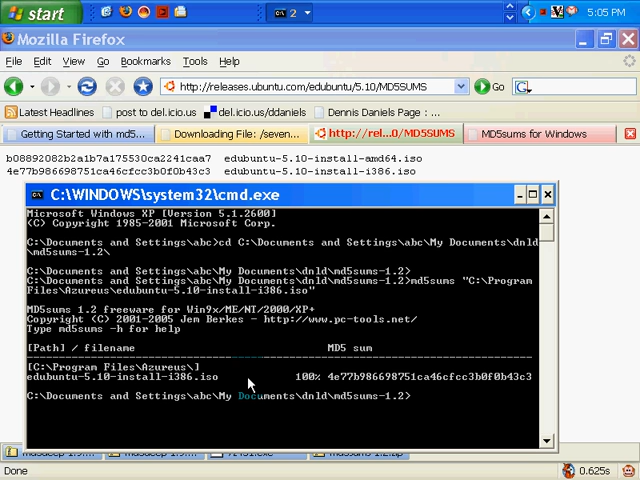 start
2
5:05 PM
Mozilla Firefox
File Edit View Go Bookmarks Tools Help
http://releases.ubuntu.com/edubuntu/5.10/MD5SUMS Go
Latest Headlines post to del.icio.us del.icio.us/ddaniels Dennis Daniels Page : ...
Getting Started with md5... Downloading File: /seven... http://rel...0/MD5SUMS MD5sums for Windows
b08892082b2a1b7a175530ca2241caa7 edubuntu-5.10-install-amd64.iso
4e77b986698751ca46cfcc3b0f0b43c3 edubuntu-5.10-install-i386.iso
C:\WINDOWS\system32\cmd.exe
Microsoft Windows XP [Version 5.1.2600]
(C) Copyright 1985-2001 Microsoft Corp.
C:\Documents and Settings\abc>cd C:\Documents and Settings\abc\My Documents\dnld
\md5sums-1.2\
C:\Documents and Settings\abc\My Documents\dnld\md5sums-1.2>
C:\Documents and Settings\abc\My Documents\dnld\md5sums-1.2>md5sums "C:\Program
Files\Azureus\edubuntu-5.10-install-i386.iso"
MD5sums 1.2 freeware for Win9x/ME/NT/2000/XP+
Copyright (C) 2001-2005 Jem Berkes - http://www.pc-tools.net/
Type md5sums -h for help
[Path] / filename MD5 sum
[C:\Program Files\Azureus\]
edubuntu-5.10-install-i386.iso 100% 4e77b986698751ca46cfcc3b0f0b43c3
C:\Documents and Settings\abc\My Documents\dnld\md5sums-1.2>
Done 0.625s